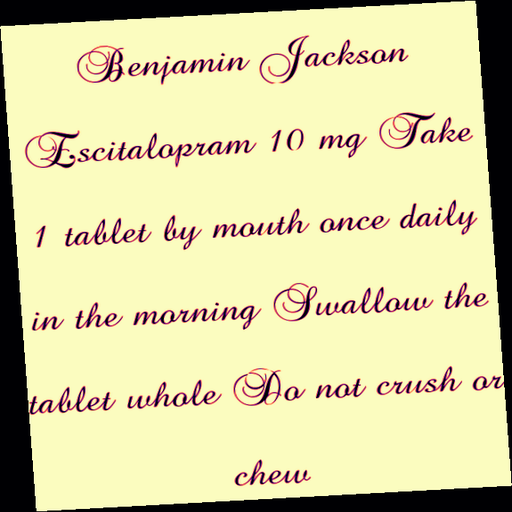 Benjamin Jackson
Escitalopram 10 mg Take
1 tablet by mouth once daily
in the morning Swallow the
tablet whole Do not crush or
chew